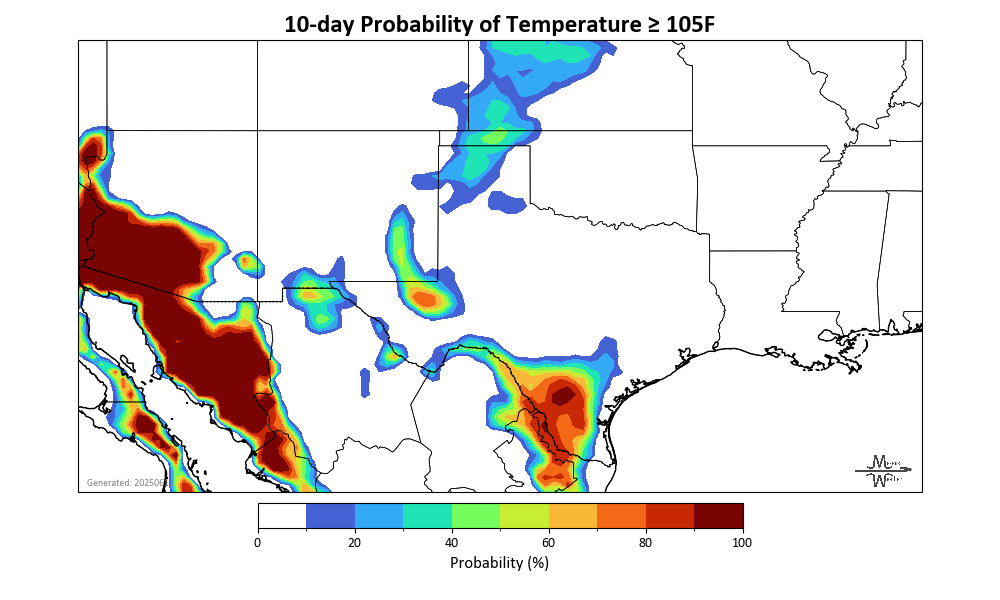 10-day Probability of Temperature ≥ 105F
Generated: 202506
0 20 40 60 80 100
Probability (%)